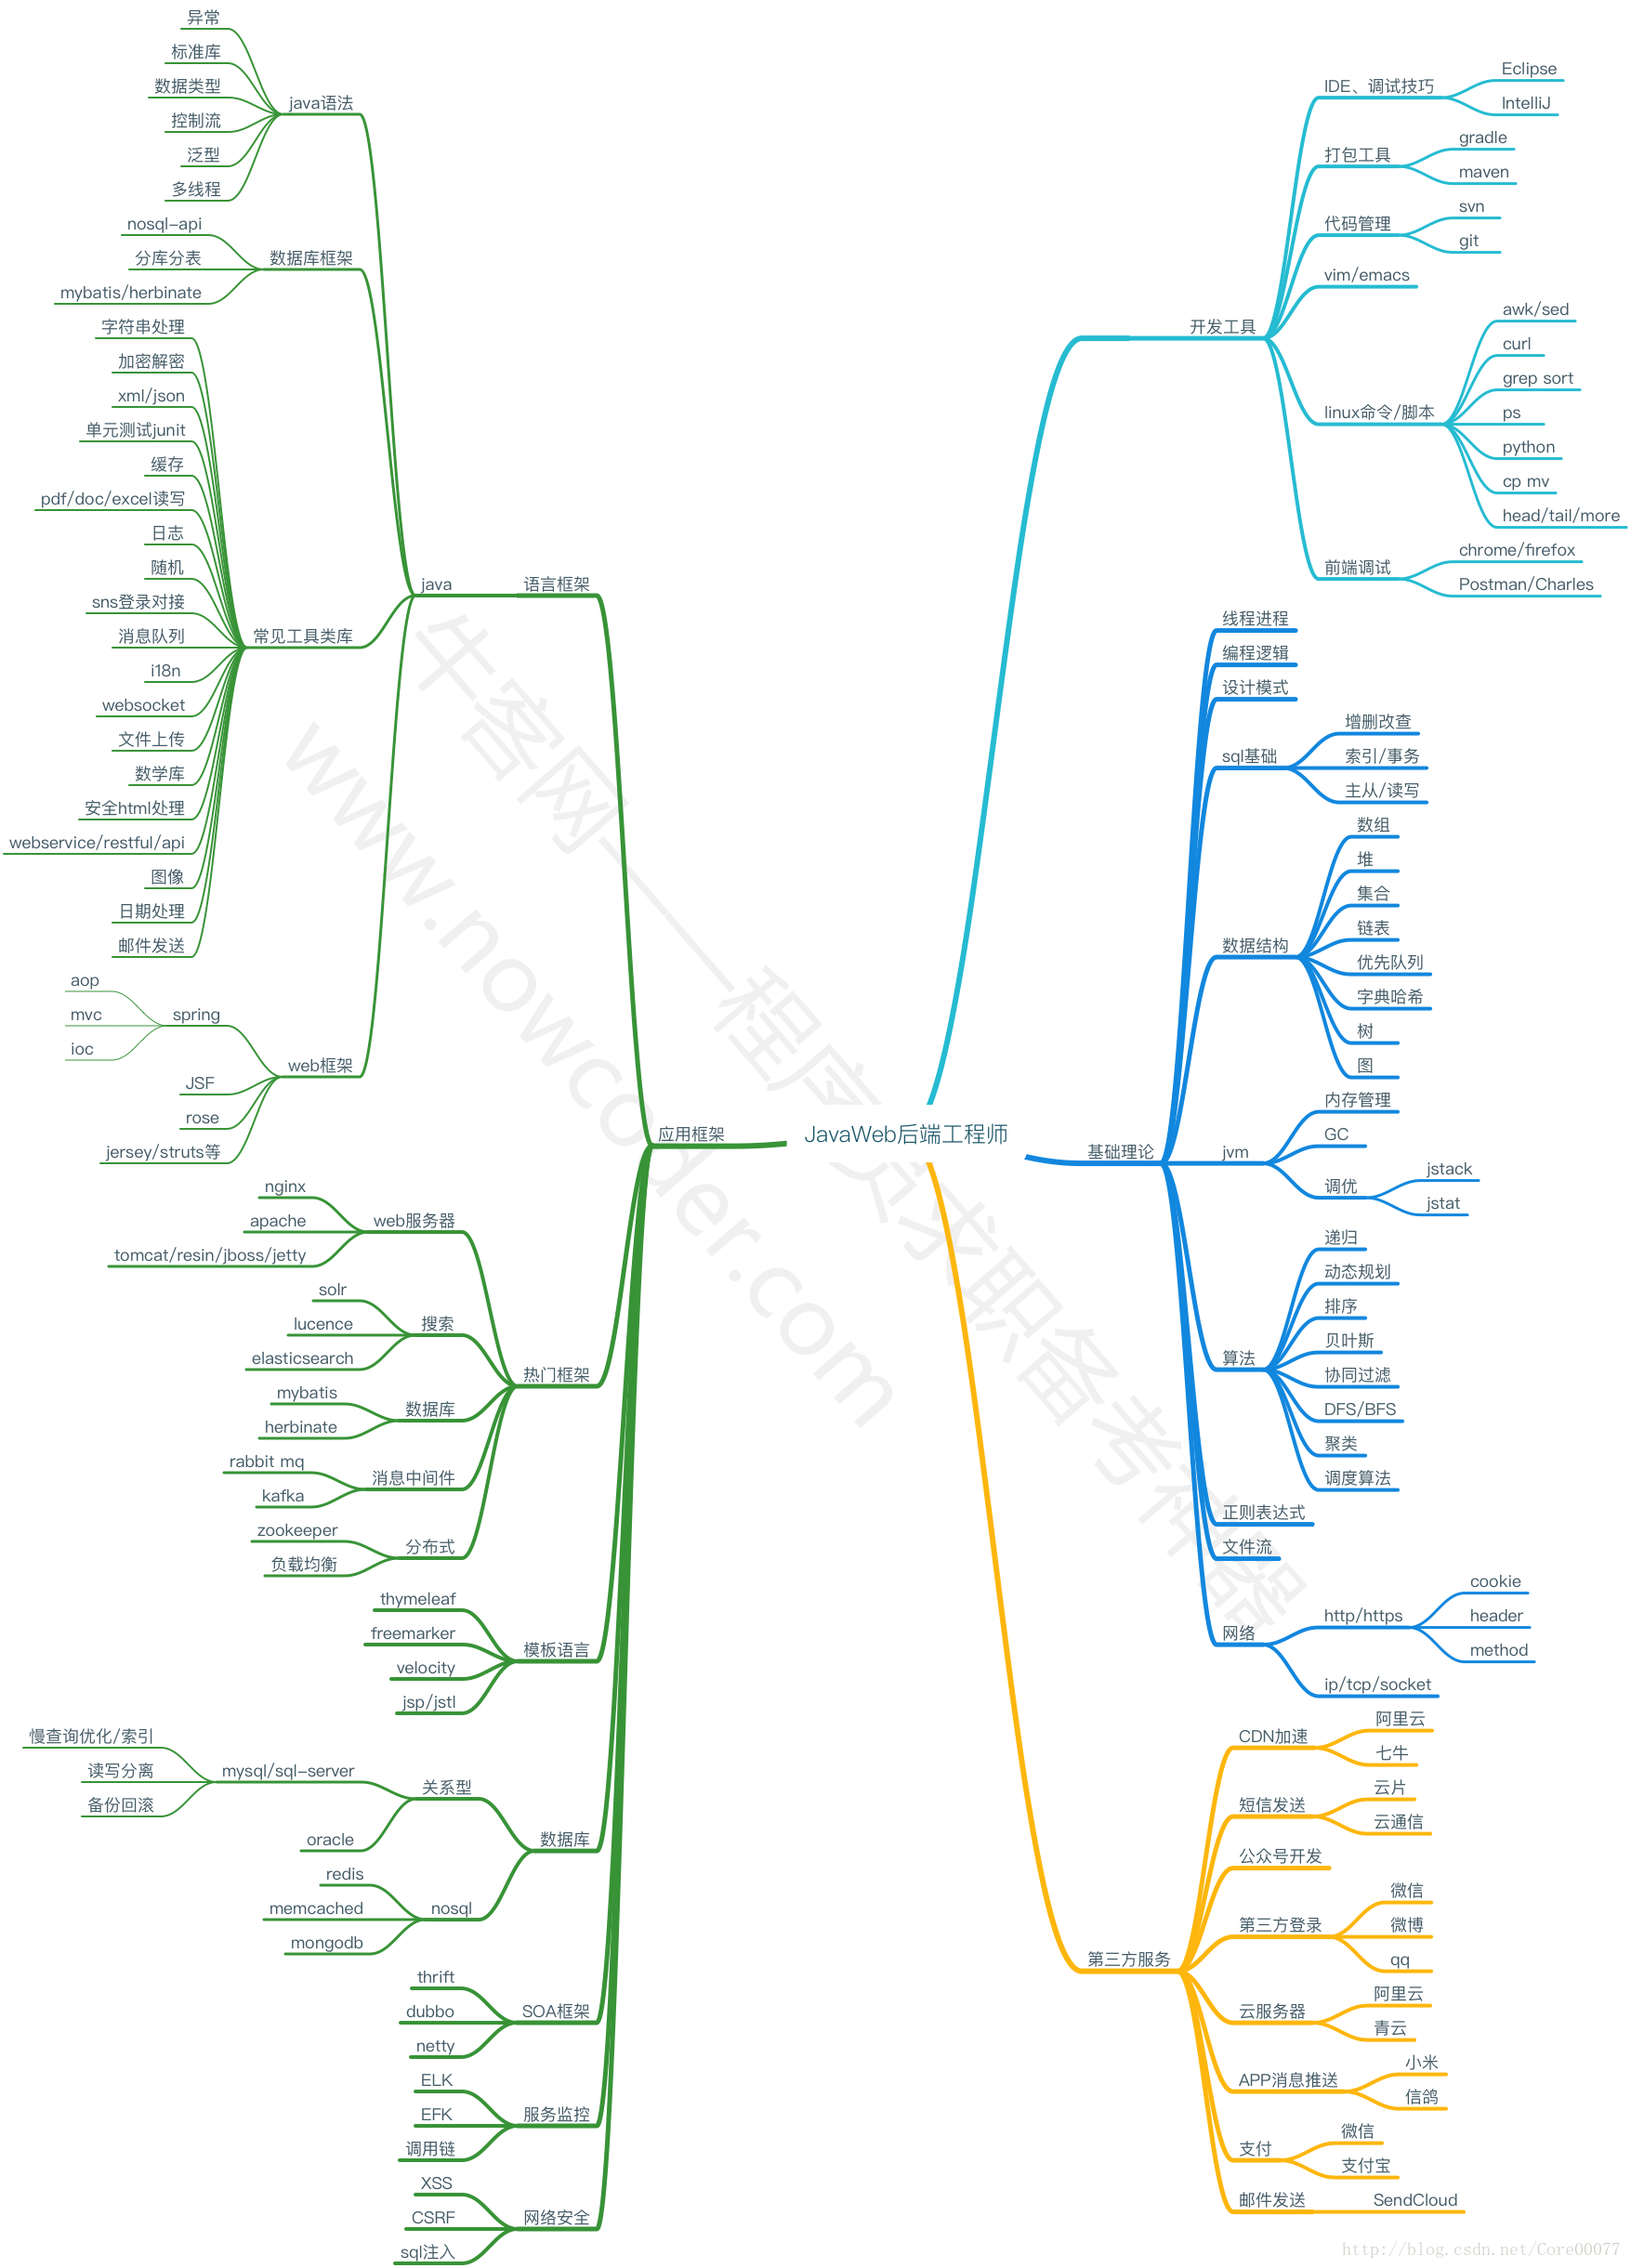 JavaWeb后端工程师
应用框架
语言框架
java
java语法
异常
标准库
数据类型
控制流
泛型
多线程
数据库框架
nosql-api
分库分表
mybatis/herbinate
常见工具类库
字符串处理
加密解密
xml/json
单元测试junit
缓存
pdf/doc/excel读写
日志
随机
sns登录对接
消息队列
i18n
websocket
文件上传
数学库
安全html处理
webservice/restful/api
图像
日期处理
邮件发送
web框架
spring
aop
mvc
ioc
JSF
rose
jersey/struts等
热门框架
web服务器
nginx
apache
tomcat/resin/jboss/jetty
搜索
solr
lucence
elasticsearch
数据库
mybatis
herbinate
消息中间件
rabbit mq
kafka
分布式
zookeeper
负载均衡
模板语言
thymeleaf
freemarker
velocity
jsp/jstl
数据库
关系型
mysql/sql-server
慢查询优化/索引
读写分离
备份回滚
oracle
nosql
redis
memcached
mongodb
SOA框架
thrift
dubbo
netty
服务监控
ELK
EFK
调用链
网络安全
XSS
CSRF
sql注入
开发工具
IDE、调试技巧
Eclipse
IntelliJ
打包工具
gradle
maven
代码管理
svn
git
vim/emacs
linux命令/脚本
awk/sed
curl
grep sort
ps
python
cp mv
head/tail/more
前端调试
chrome/firefox
Postman/Charles
基础理论
线程进程
编程逻辑
设计模式
sql基础
增删改查
索引/事务
主从/读写
数据结构
数组
堆
集合
链表
优先队列
字典哈希
树
图
jvm
内存管理
GC
调优
jstack
jstat
算法
递归
动态规划
排序
贝叶斯
协同过滤
DFS/BFS
聚类
调度算法
正则表达式
文件流
网络
http/https
cookie
header
method
ip/tcp/socket
第三方服务
CDN加速
阿里云
七牛
短信发送
云片
云通信
公众号开发
第三方登录
微信
微博
qq
云服务器
阿里云
青云
APP消息推送
小米
信鸽
支付
微信
支付宝
邮件发送
SendCloud
牛客网——程序员求职备考神器
www.nowcoder.com
http://blog.csdn.net/Core00077